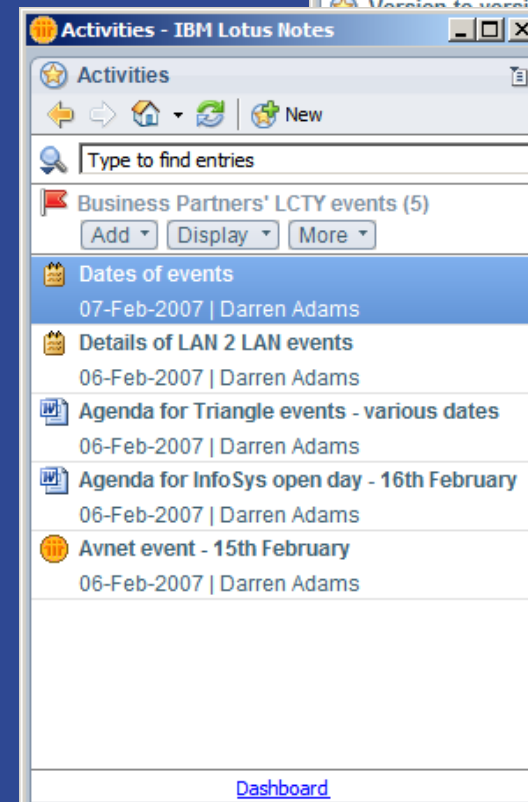 Version to versi
Activities - IBM Lotus Notes
Activities
New
Type to find entries
Business Partners' LCTY events (5)
Add Display More
Dates of events
07-Feb-2007 | Darren Adams
Details of LAN 2 LAN events
06-Feb-2007 | Darren Adams
Agenda for Triangle events - various dates
06-Feb-2007 | Darren Adams
Agenda for InfoSys open day - 16th February
06-Feb-2007 | Darren Adams
Avnet event - 15th February
06-Feb-2007 | Darren Adams
Dashboard